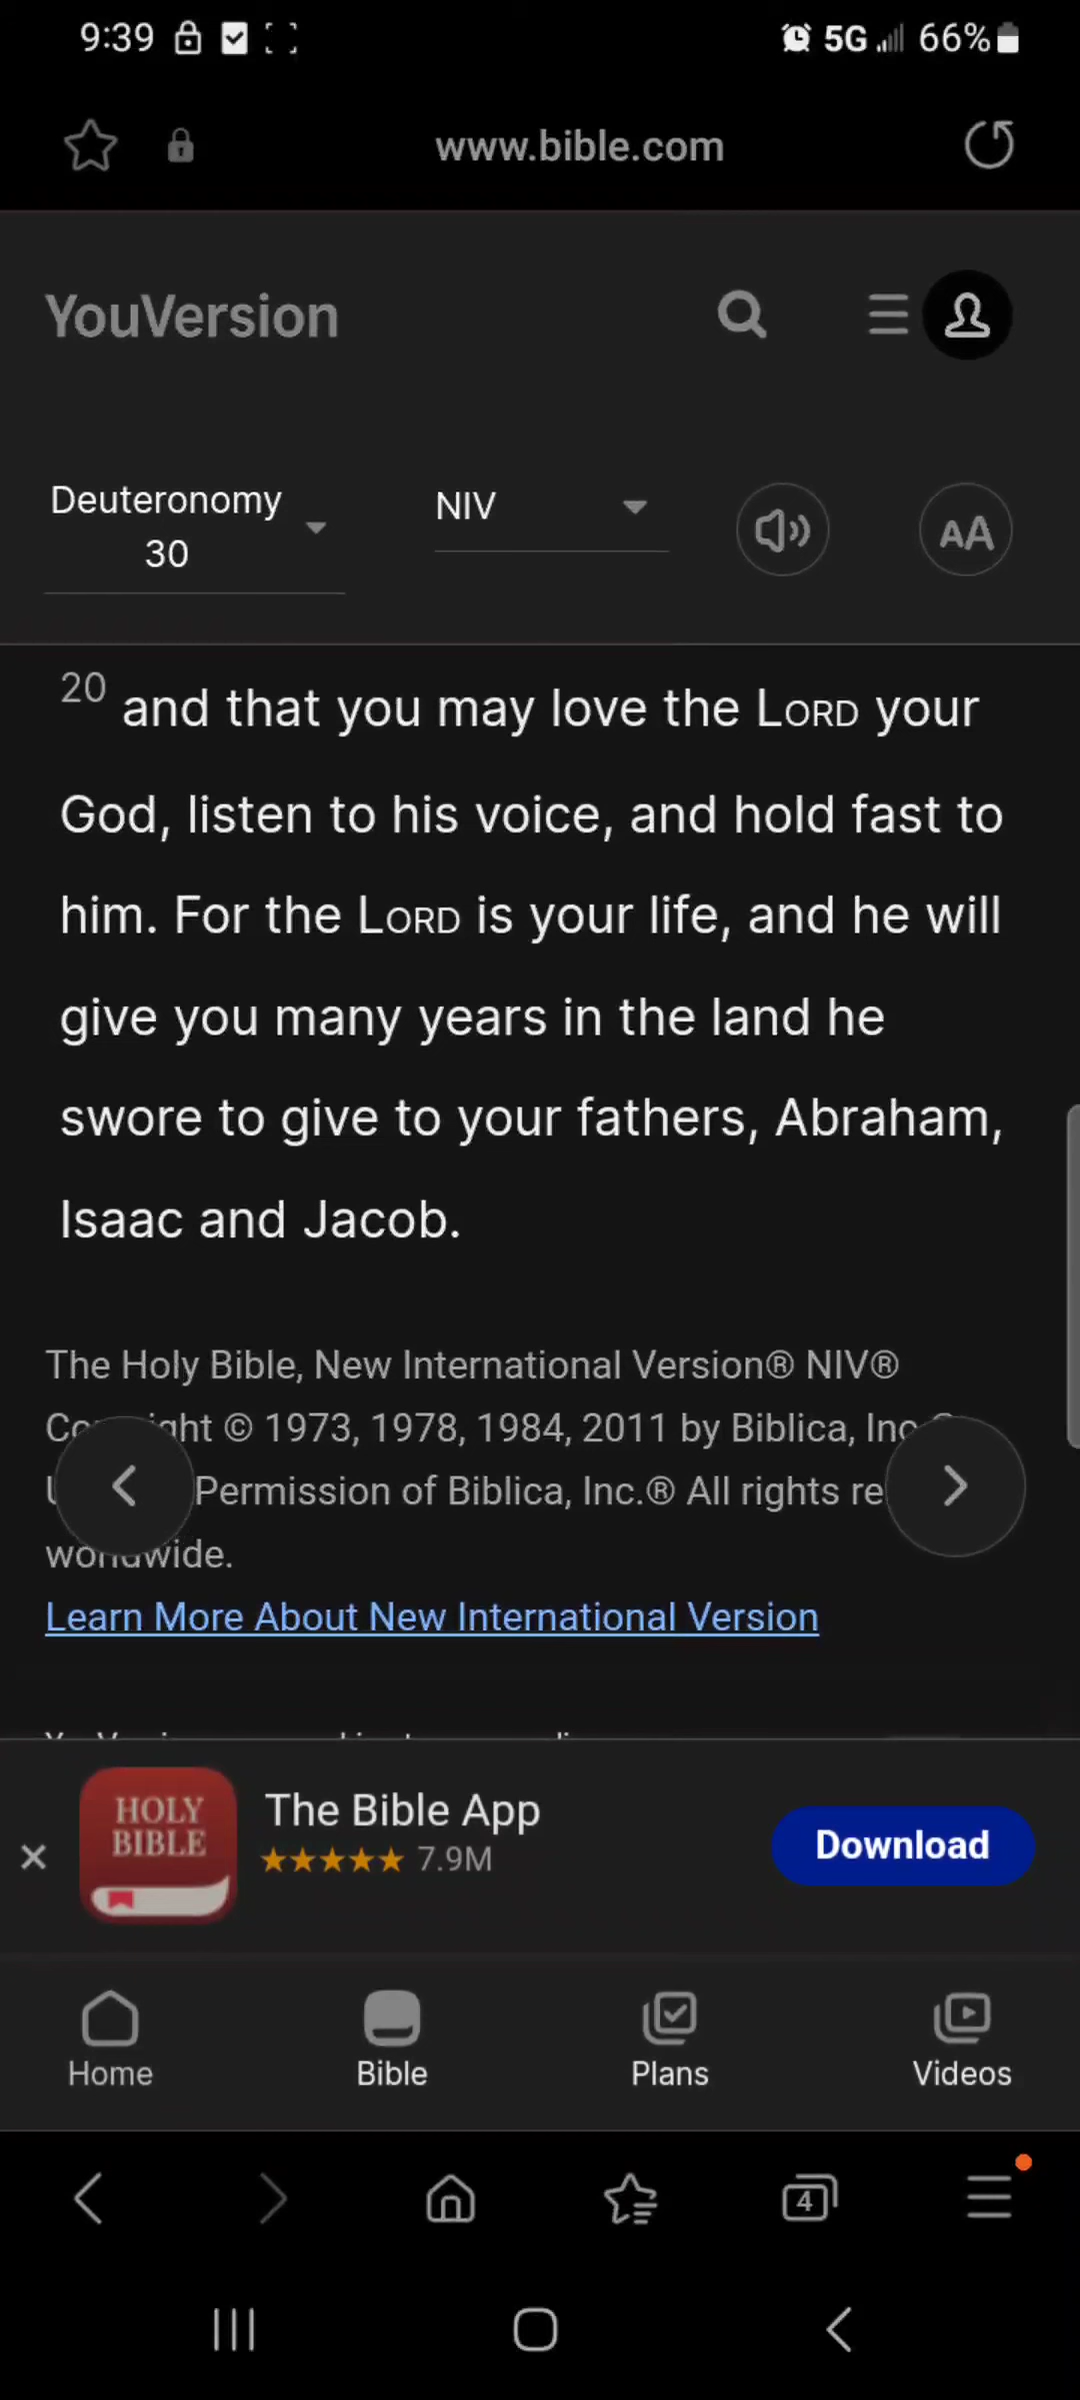 9:39 5G 66%
www.bible.com
YouVersion
Deuteronomy
30
NIV
AA
20 and that you may love the LORD your
God, listen to his voice, and hold fast to
him. For the LORD is your life, and he will
give you many years in the land he
swore to give to your fathers, Abraham,
Isaac and Jacob.
The Holy Bible, New International Version® NIV®
© 1973, 1978, 1984, 2011 by Biblica, Inc.
Permission of Biblica, Inc.® All rights
worldwide.
Learn More About New International Version
HOLY
BIBLE
The Bible App
7.9M
Download
Home Bible Plans Videos
4